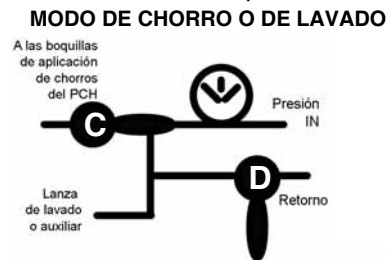 MODO DE CHORRO O DE LAVADO
A las boquillas
de aplicación
de chorros
del PCH
Presión
IN
C
D
Retorno
Lanza
de lavado
o auxiliar